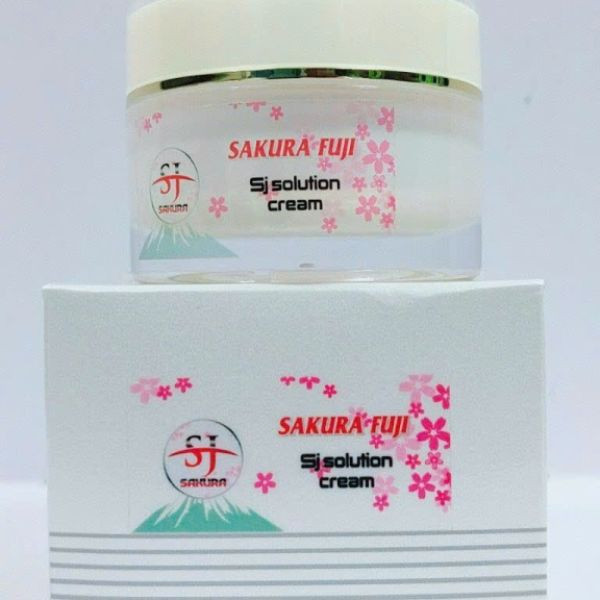 SAKURA FUJI
Sj solution
cream
SJ
SAKURA
SAKURA FUJI
Sj solution
cream
SJ
SAKURA